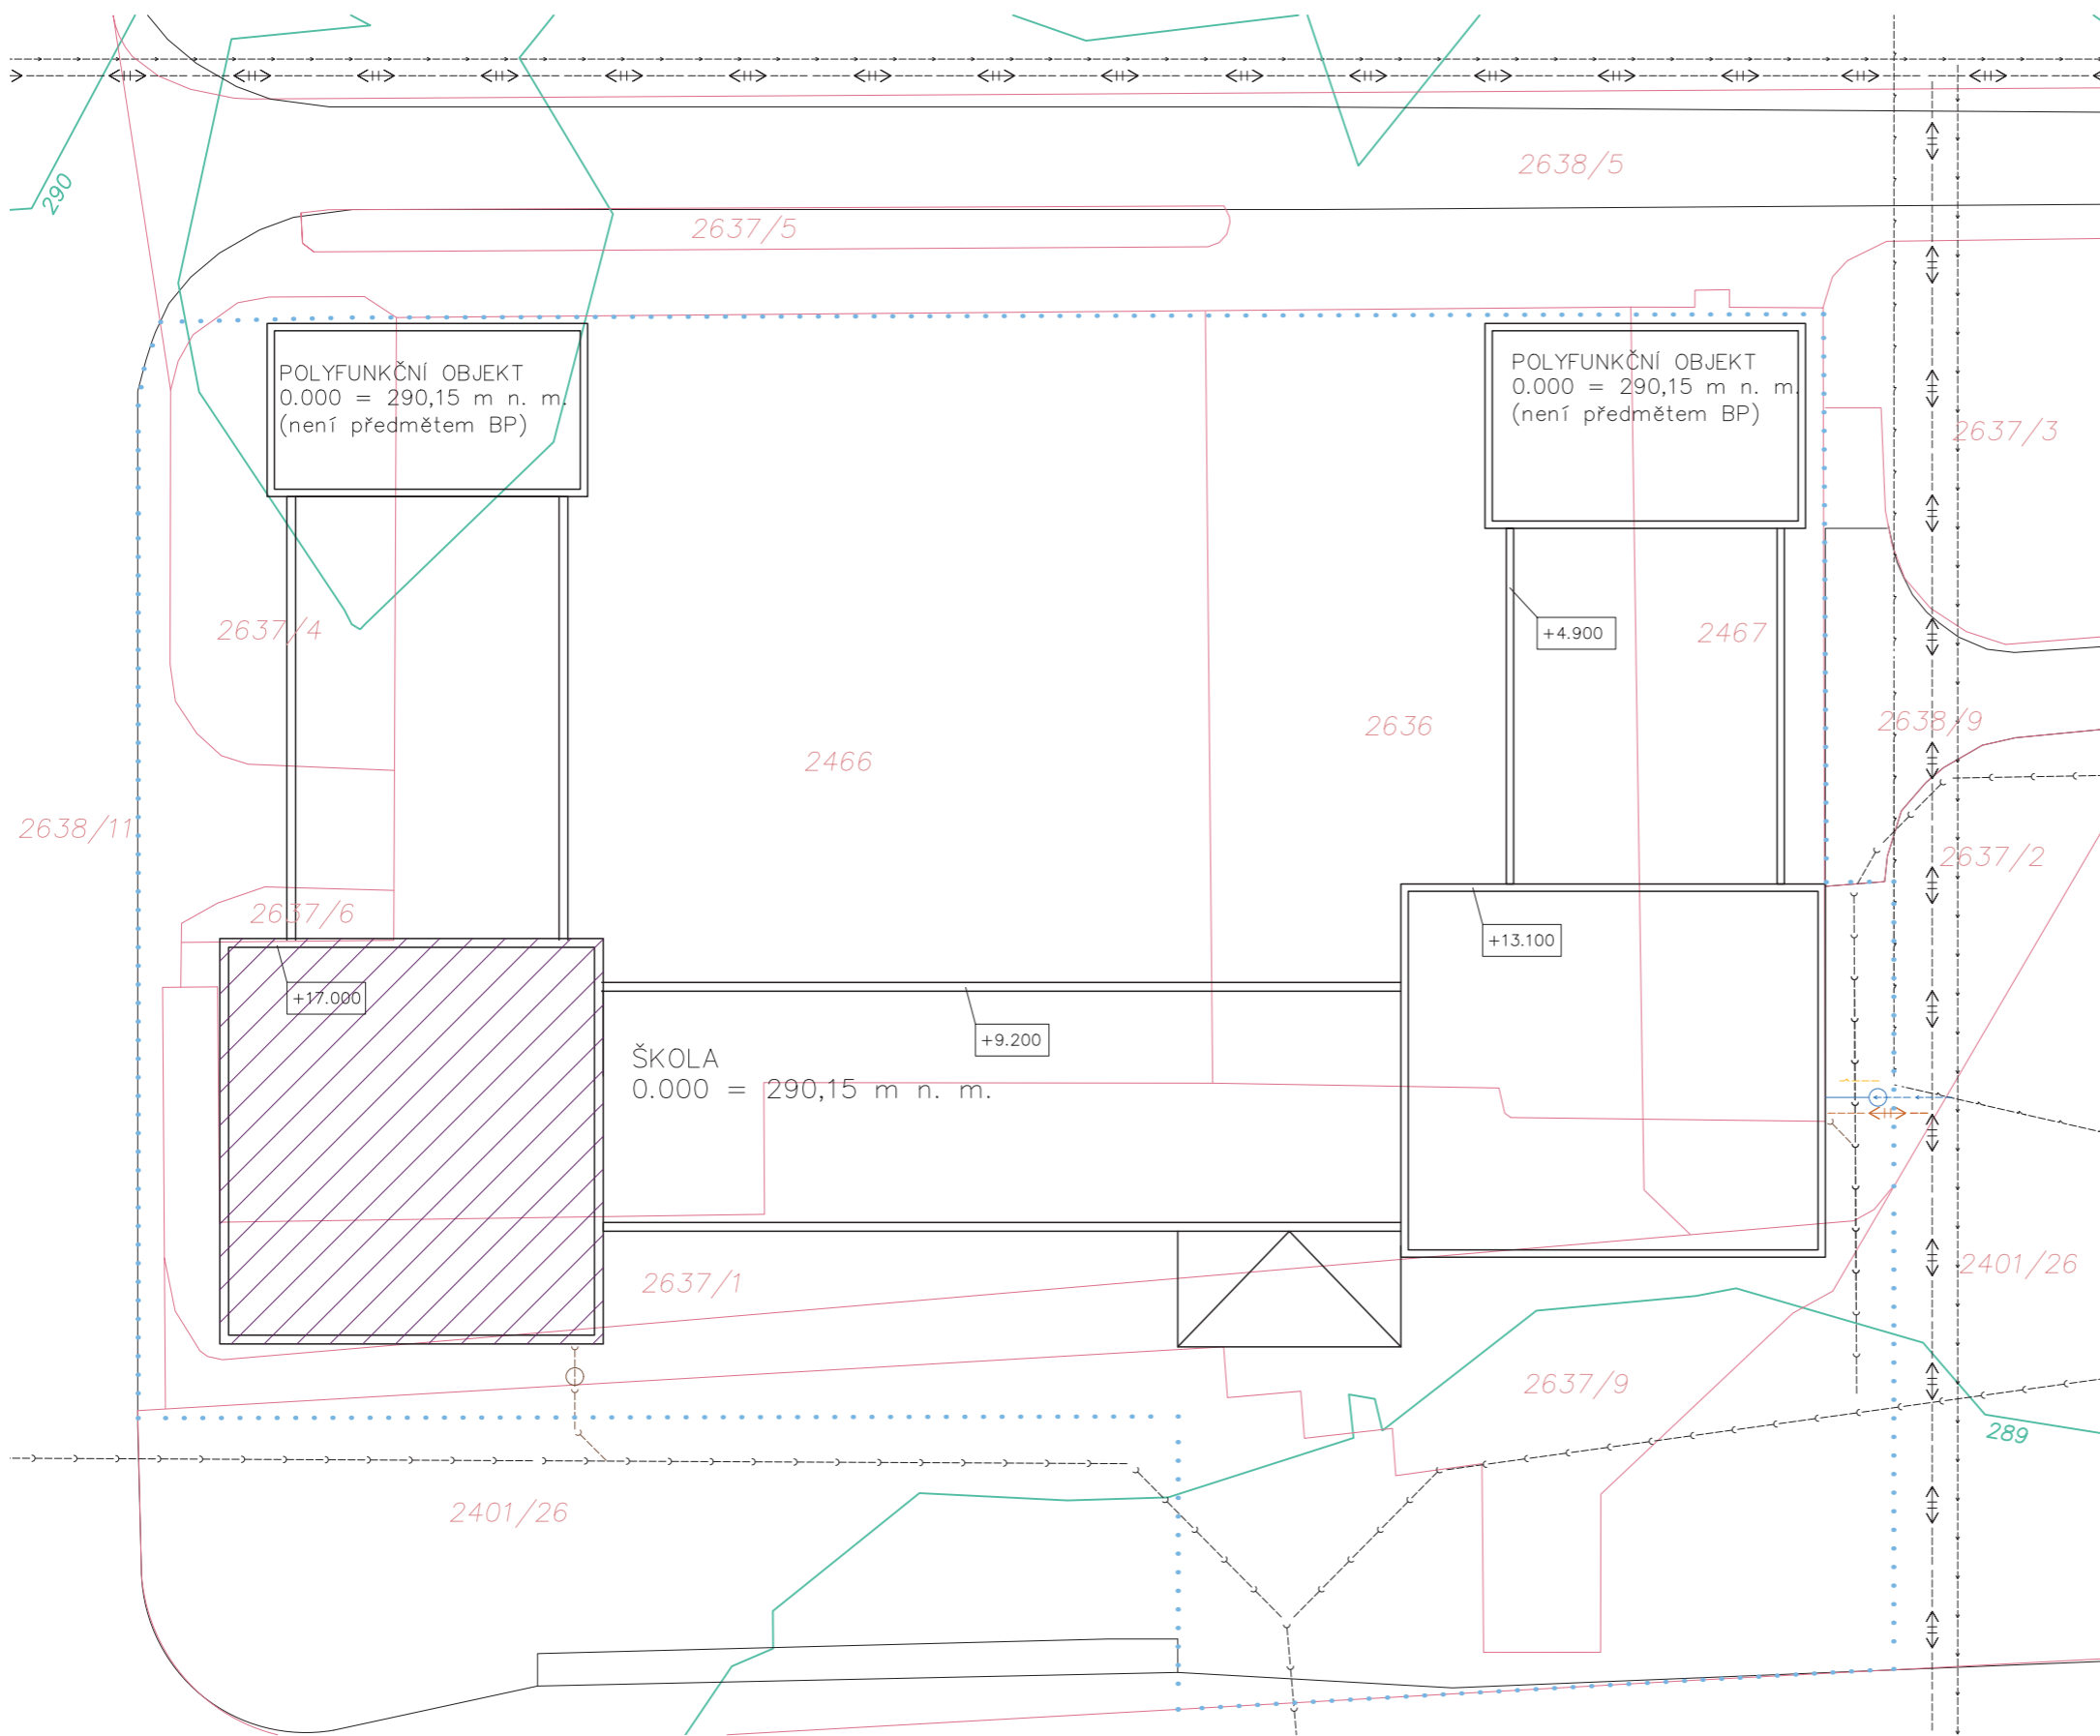 2638/5
290
2637/5
POLYFUNKČNÍ OBJEKT
0.000 = 290,15 m n. m.
(není předmětem BP)
POLYFUNKČNÍ OBJEKT
0.000 = 290,15 m n. m.
(není předmětem BP)
2637/3
2637/4
+4.900
2467
2636
2638/9
2466
2638/11
2637/2
2637/6
+13.100
+17.000
+9.200
ŠKOLA
0.000 = 290,15 m n. m.
2637/1
2401/26
2637/9
289
2401/26